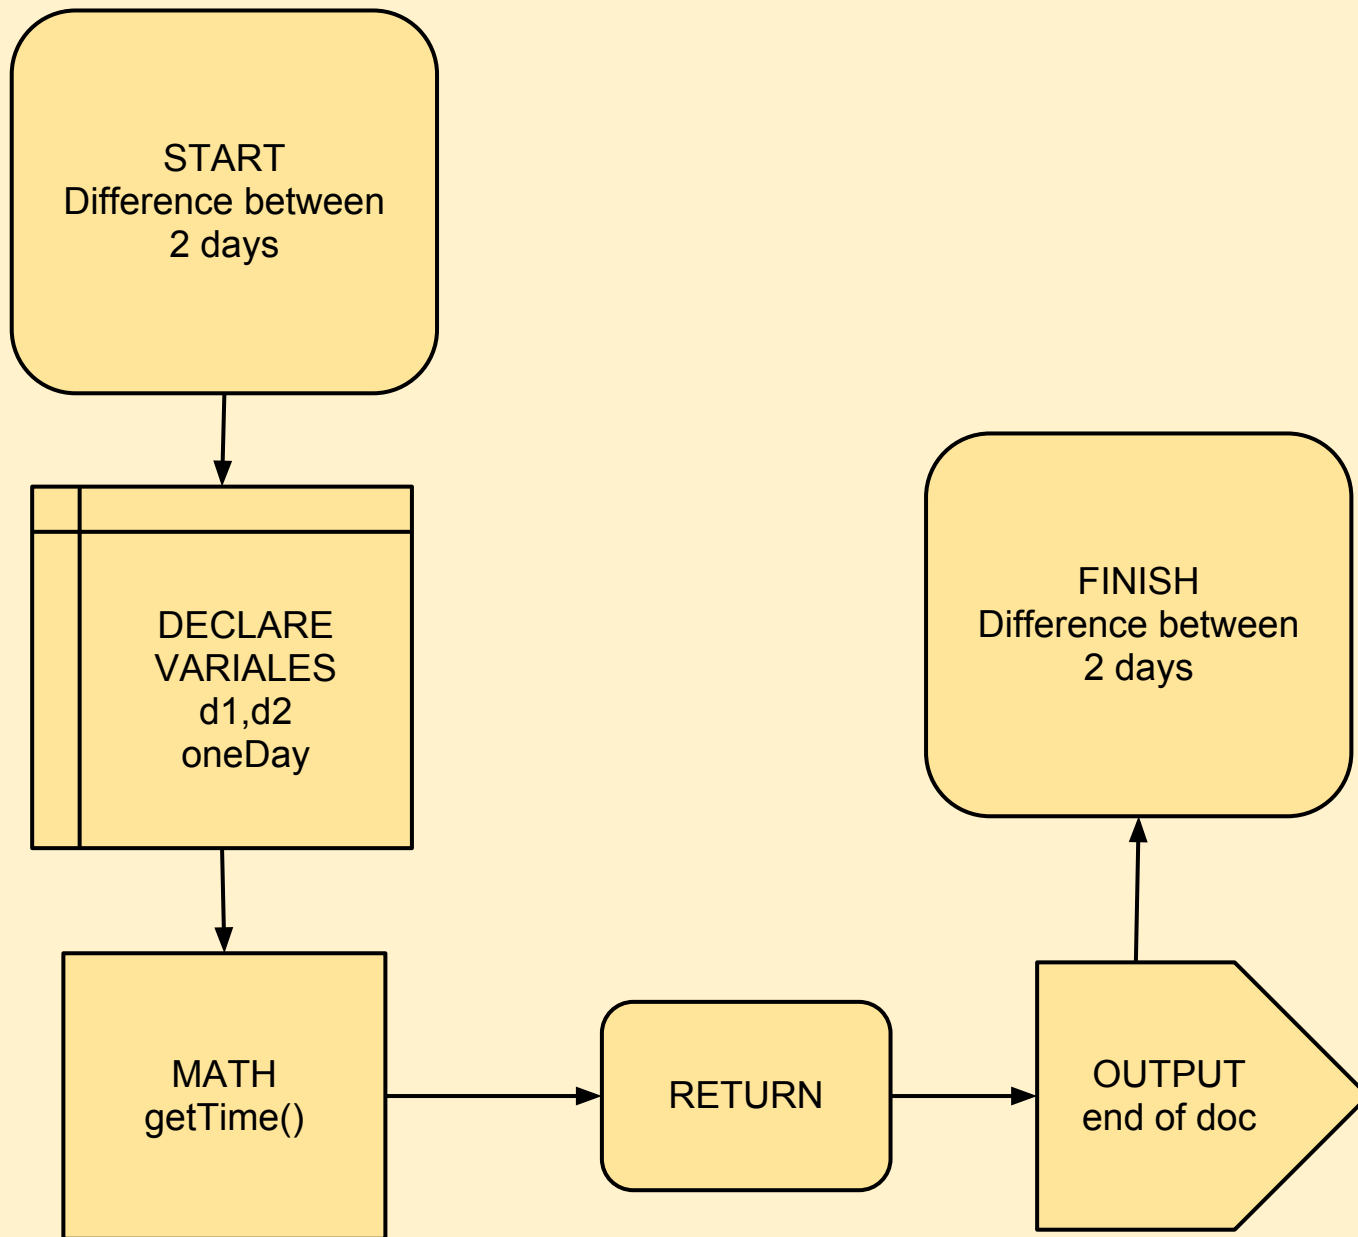 START
Difference between
2 days
DECLARE
VARIALES
d1,d2
oneDay
MATH
getTime()
RETURN
OUTPUT
end of doc
FINISH
Difference between
2 days